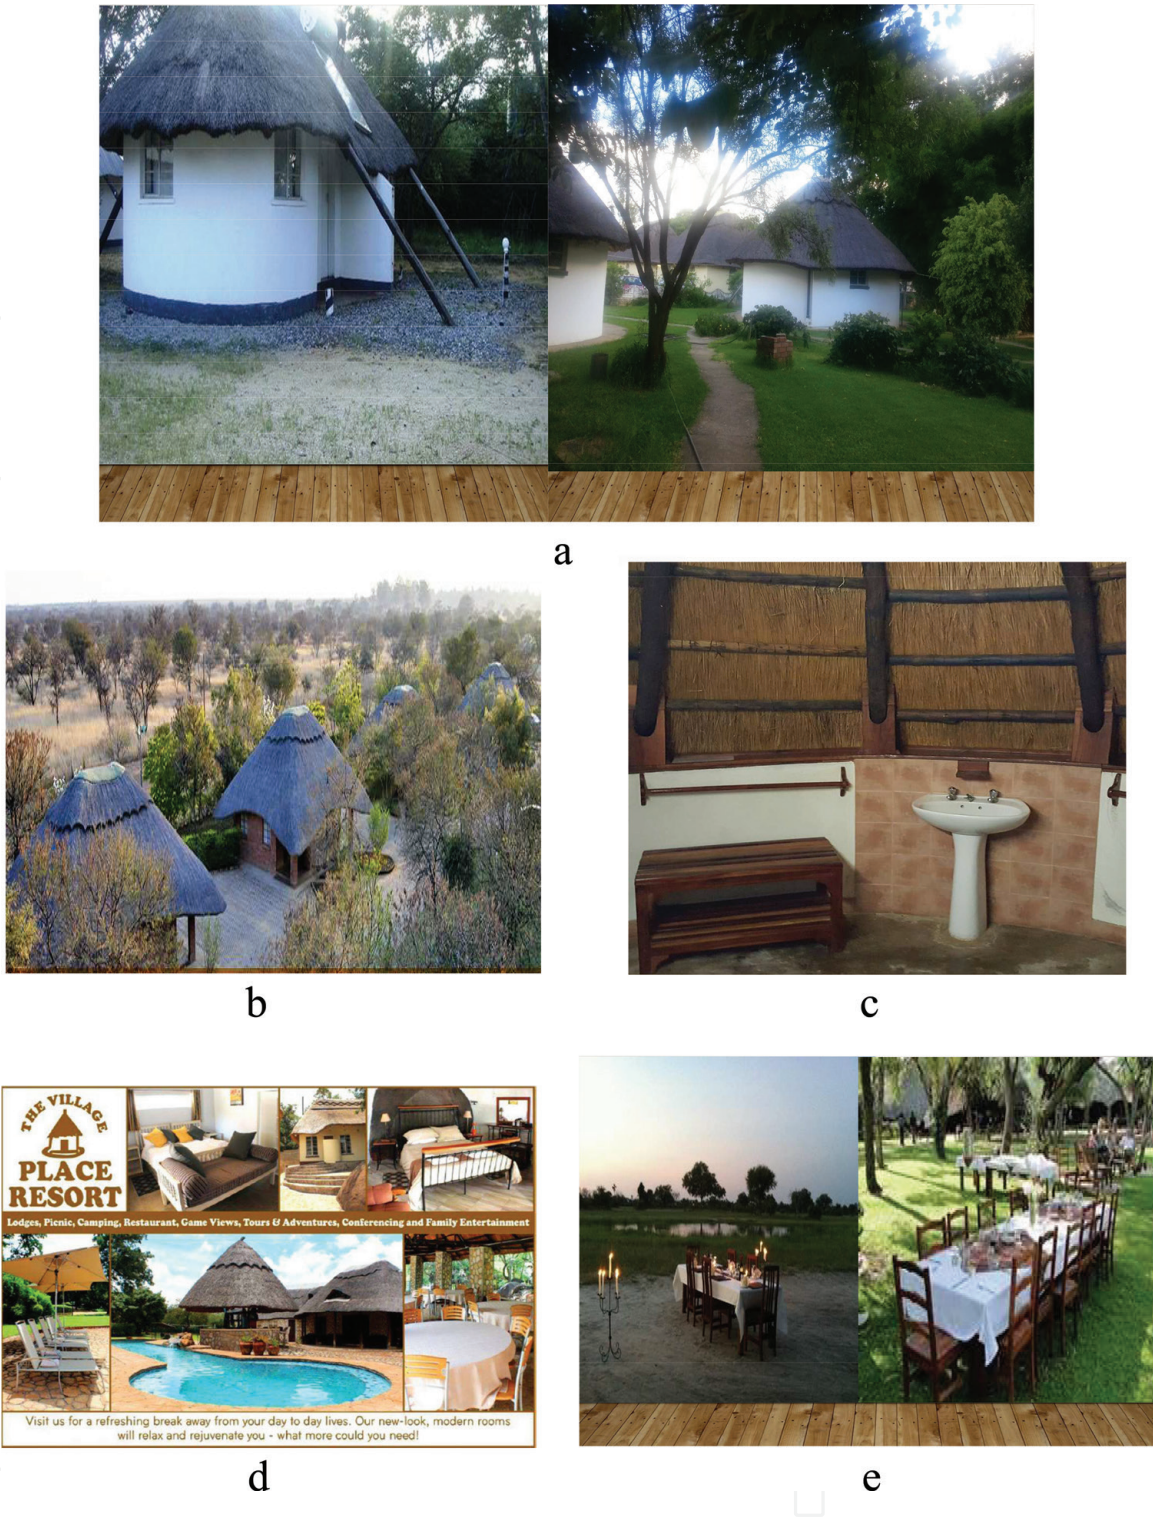 a
b
c
THE VILLAGE
PLACE
RESORT
Lodges, Picnic, Camping, Restaurant, Game Views, Tours & Adventures, Conferencing and Family Entertainment
Visit us for a refreshing break away from your day to day lives. Our new-look, modern rooms
will relax and rejuvenate you - what more could you need!
d
e